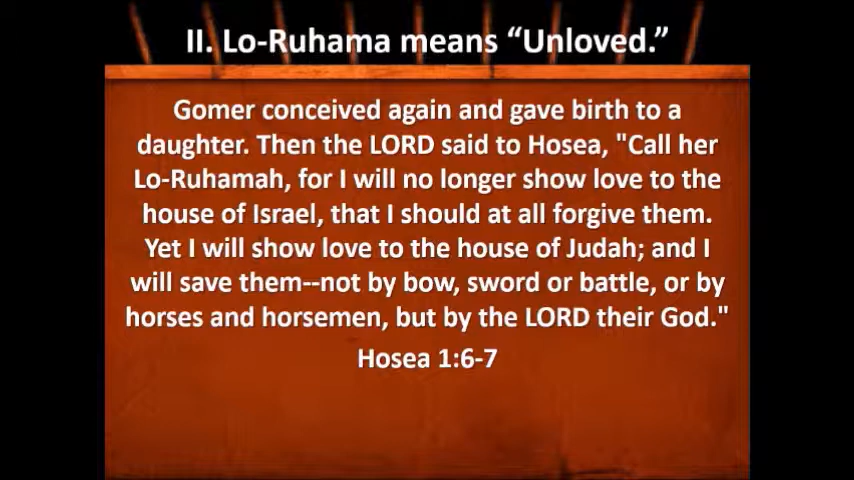 II. Lo-Ruhama means “Unloved.”
Gomer conceived again and gave birth to a
daughter. Then the LORD said to Hosea, "Call her
Lo-Ruhamah, for I will no longer show love to the
house of Israel, that I should at all forgive them.
Yet I will show love to the house of Judah; and I
will save them--not by bow, sword or battle, or by
horses and horsemen, but by the LORD their God."
Hosea 1:6-7